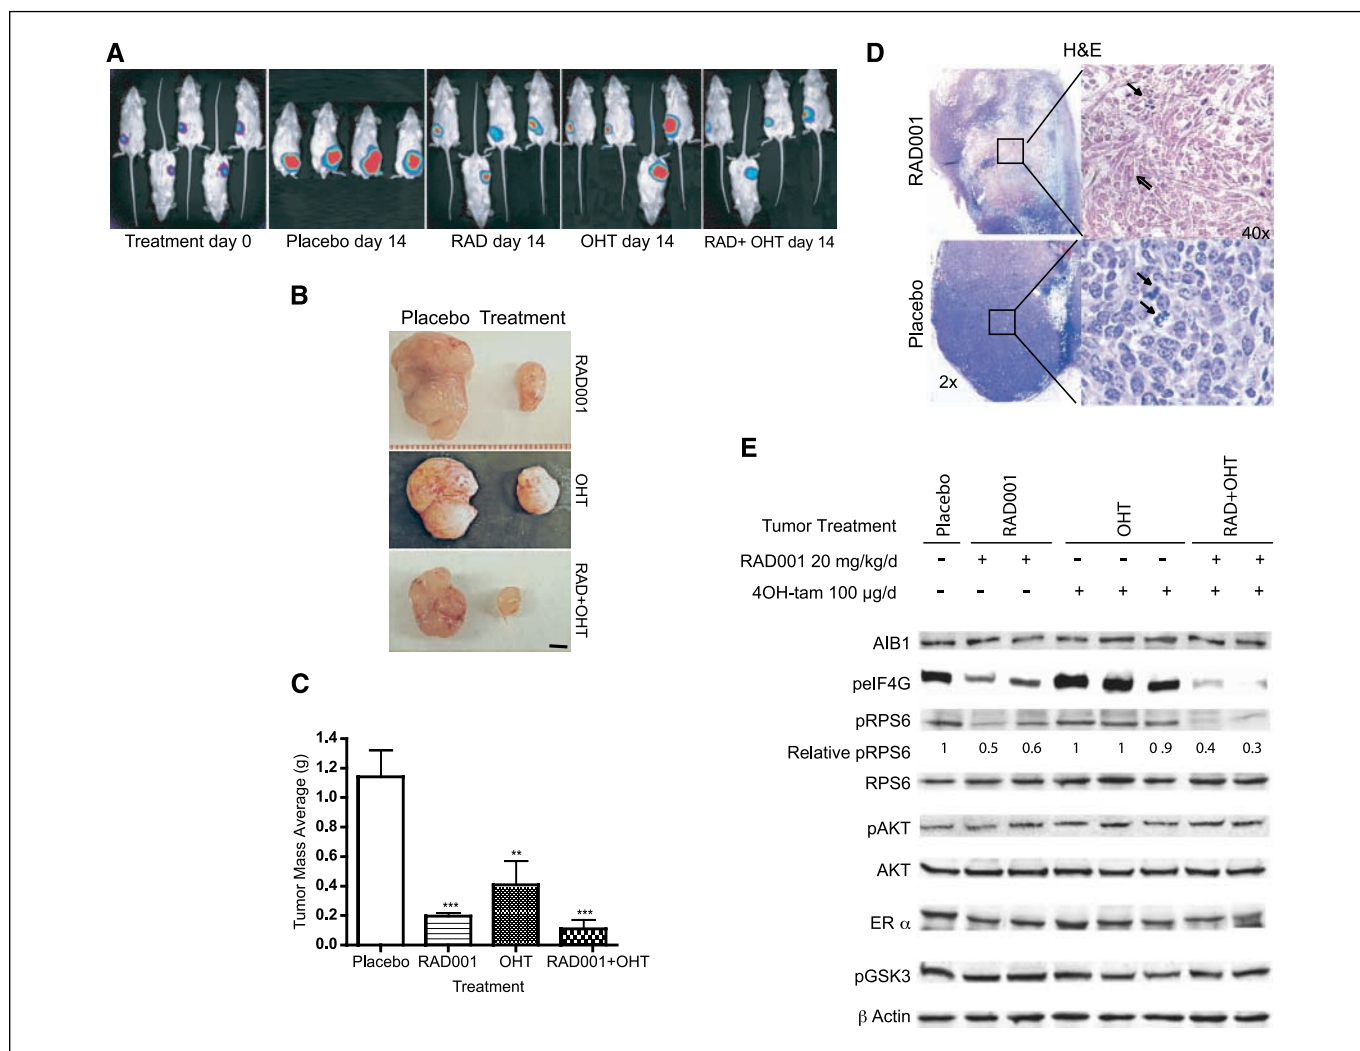 A
Treatment day 0
Placebo day 14
RAD day 14
OHT day 14
RAD+ OHT day 14
B
Placebo Treatment
RAD001
OHT
RAD+OHT
C
Tumor Mass Average (g)
1.4
1.2
1.0
0.8
0.6
0.4
0.2
0.0
***
**
***
Placebo RAD001 OHT RAD001+OHT
Treatment
D
H&E
RAD001
40x
Placebo
2x
E
Tumor Treatment
Placebo
RAD001
OHT
RAD+OHT
RAD001 20 mg/kg/d - + + - - - + +
4OH-tam 100 µg/d - - - + + + + +
AIB1
peIF4G
pRPS6
Relative pRPS6 1 0.5 0.6 1 1 0.9 0.4 0.3
RPS6
pAKT
AKT
ER α
pGSK3
β Actin